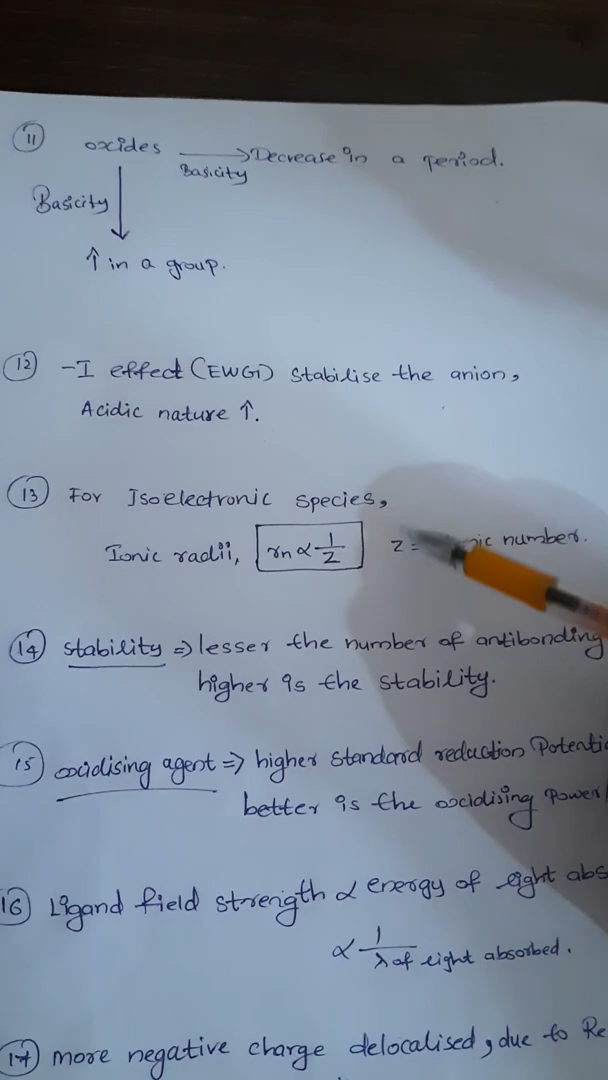 11 oxides → Decrease in a period.
Basicity
Basicity
↑ in a group.
12 -I effect (EWG) stabilise the anion,
Acidic nature ↑.
13 For Isoelectronic species,
Ionic radii, rn ∝ 1/Z Z = number.
14 stability ⇒ lesser the number of antibonding
higher is the stability.
15 oxidising agent ⇒ higher standard reduction
better is the oxidising power
16 Ligand field strength ∝ energy of light
∝ 1/λ of light absorbed.
17 more negative charge delocalised, due to